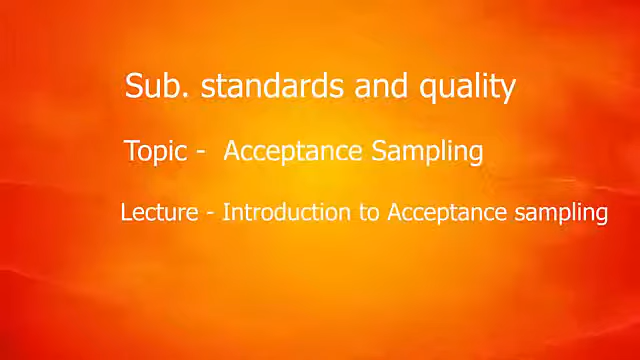 Sub. standards and quality
Topic - Acceptance Sampling
Lecture - Introduction to Acceptance sampling